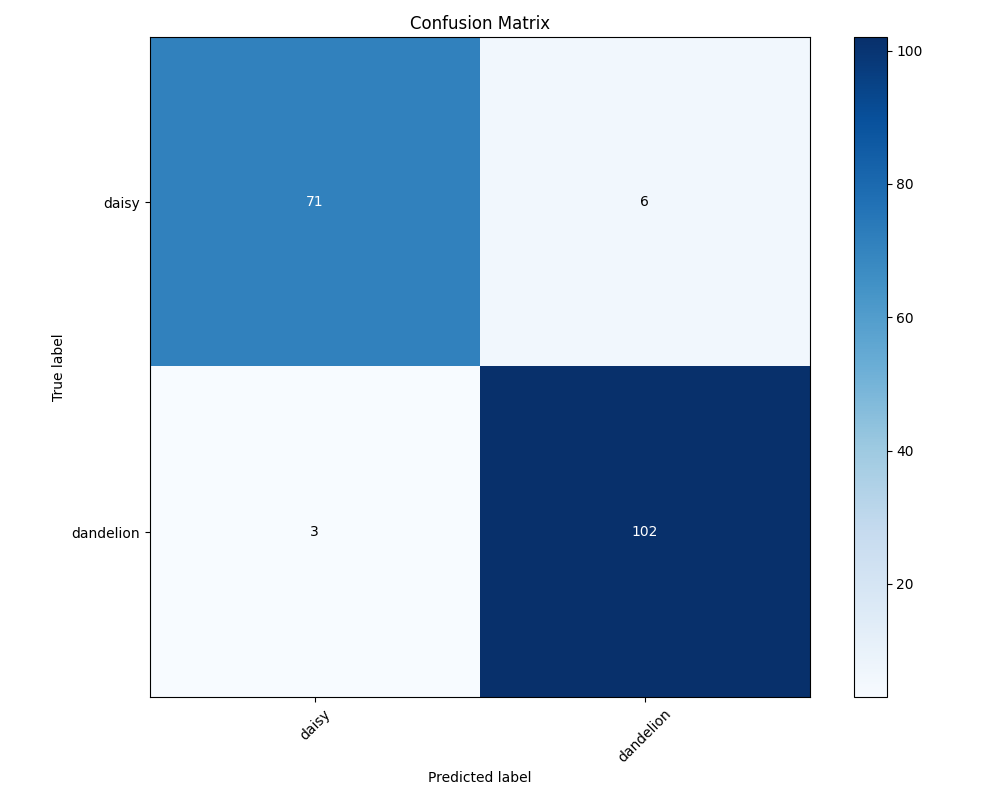 Confusion Matrix
True label
daisy
71
6
dandelion
3
102
daisy
dandelion
Predicted label
100
80
60
40
20